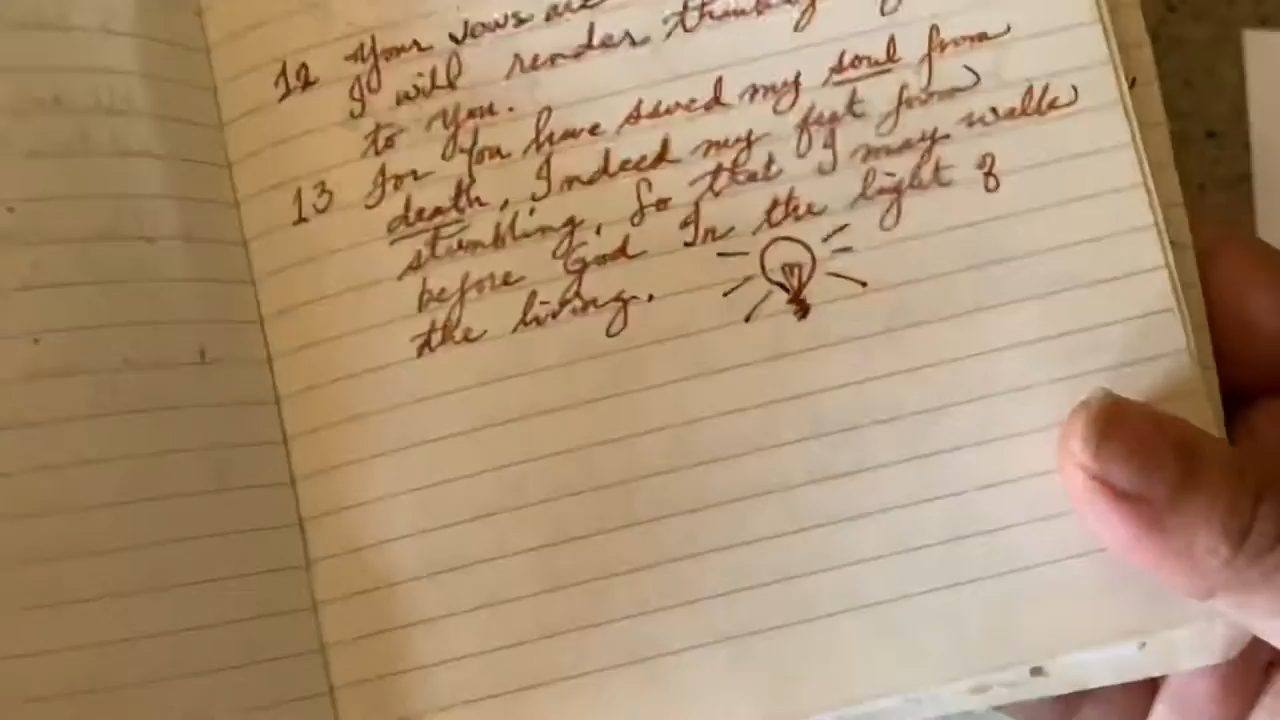 12 Your vows are
I will render thank
to You.
13 For You have saved my soul from
death, Indeed my feet from
stumbling, So that I may walk
before God In the light of
the living.